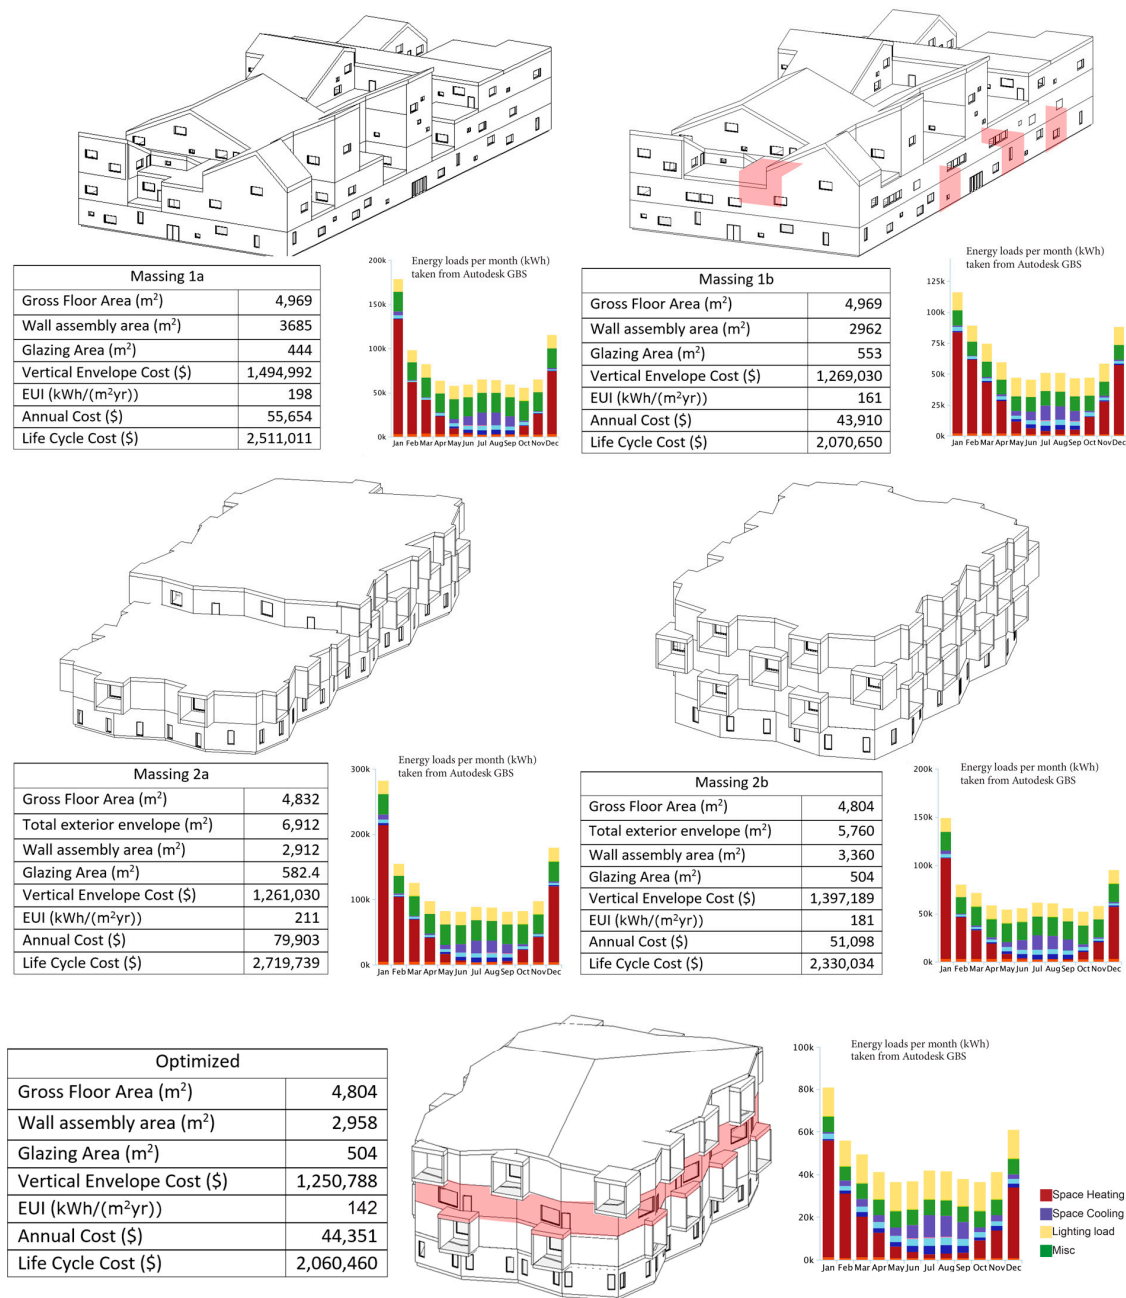 Massing 1a
Gross Floor Area (m²) 4,969
Wall assembly area (m²) 3685
Glazing Area (m²) 444
Vertical Envelope Cost ($) 1,494,992
EUI (kWh/(m²yr)) 198
Annual Cost ($) 55,654
Life Cycle Cost ($) 2,511,011
Energy loads per month (kWh)
taken from Autodesk GBS
200k
150k
100k
50k
0k
Jan Feb Mar Apr May Jun Jul Aug Sep Oct Nov Dec
Massing 1b
Gross Floor Area (m²) 4,969
Wall assembly area (m²) 2962
Glazing Area (m²) 553
Vertical Envelope Cost ($) 1,269,030
EUI (kWh/(m²yr)) 161
Annual Cost ($) 43,910
Life Cycle Cost ($) 2,070,650
Energy loads per month (kWh)
taken from Autodesk GBS
125k
100k
75k
50k
25k
0k
Jan Feb Mar Apr May Jun Jul Aug Sep Oct Nov Dec
Massing 2a
Gross Floor Area (m²) 4,832
Total exterior envelope (m²) 6,912
Wall assembly area (m²) 2,912
Glazing Area (m²) 582.4
Vertical Envelope Cost ($) 1,261,030
EUI (kWh/(m²yr)) 211
Annual Cost ($) 79,903
Life Cycle Cost ($) 2,719,739
Energy loads per month (kWh)
taken from Autodesk GBS
300k
200k
100k
0k
Jan Feb Mar Apr May Jun Jul Aug Sep Oct Nov Dec
Massing 2b
Gross Floor Area (m²) 4,804
Total exterior envelope (m²) 5,760
Wall assembly area (m²) 3,360
Glazing Area (m²) 504
Vertical Envelope Cost ($) 1,397,189
EUI (kWh/(m²yr)) 181
Annual Cost ($) 51,098
Life Cycle Cost ($) 2,330,034
Energy loads per month (kWh)
taken from Autodesk GBS
200k
150k
100k
50k
0k
Jan Feb Mar Apr May Jun Jul Aug Sep Oct Nov Dec
Optimized
Gross Floor Area (m²) 4,804
Wall assembly area (m²) 2,958
Glazing Area (m²) 504
Vertical Envelope Cost ($) 1,250,788
EUI (kWh/(m²yr)) 142
Annual Cost ($) 44,351
Life Cycle Cost ($) 2,060,460
Energy loads per month (kWh)
taken from Autodesk GBS
100k
80k
60k
40k
20k
0k
Jan Feb Mar Apr May Jun Jul Aug Sep Oct Nov Dec
Space Heating
Space Cooling
Lighting load
Misc